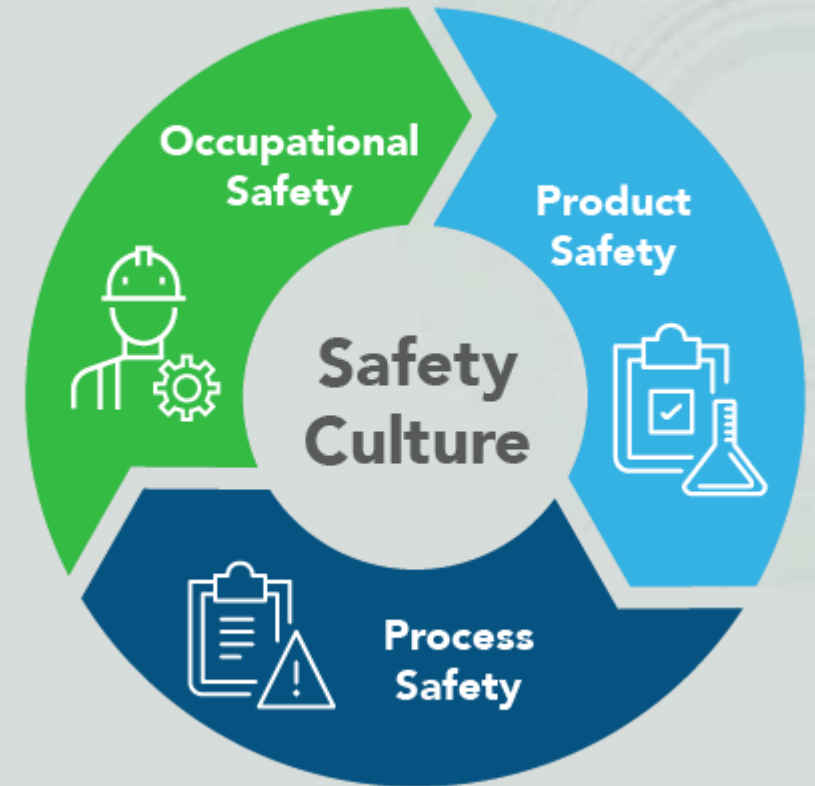 Occupational
Safety
Product
Safety
Safety
Culture
Process
Safety